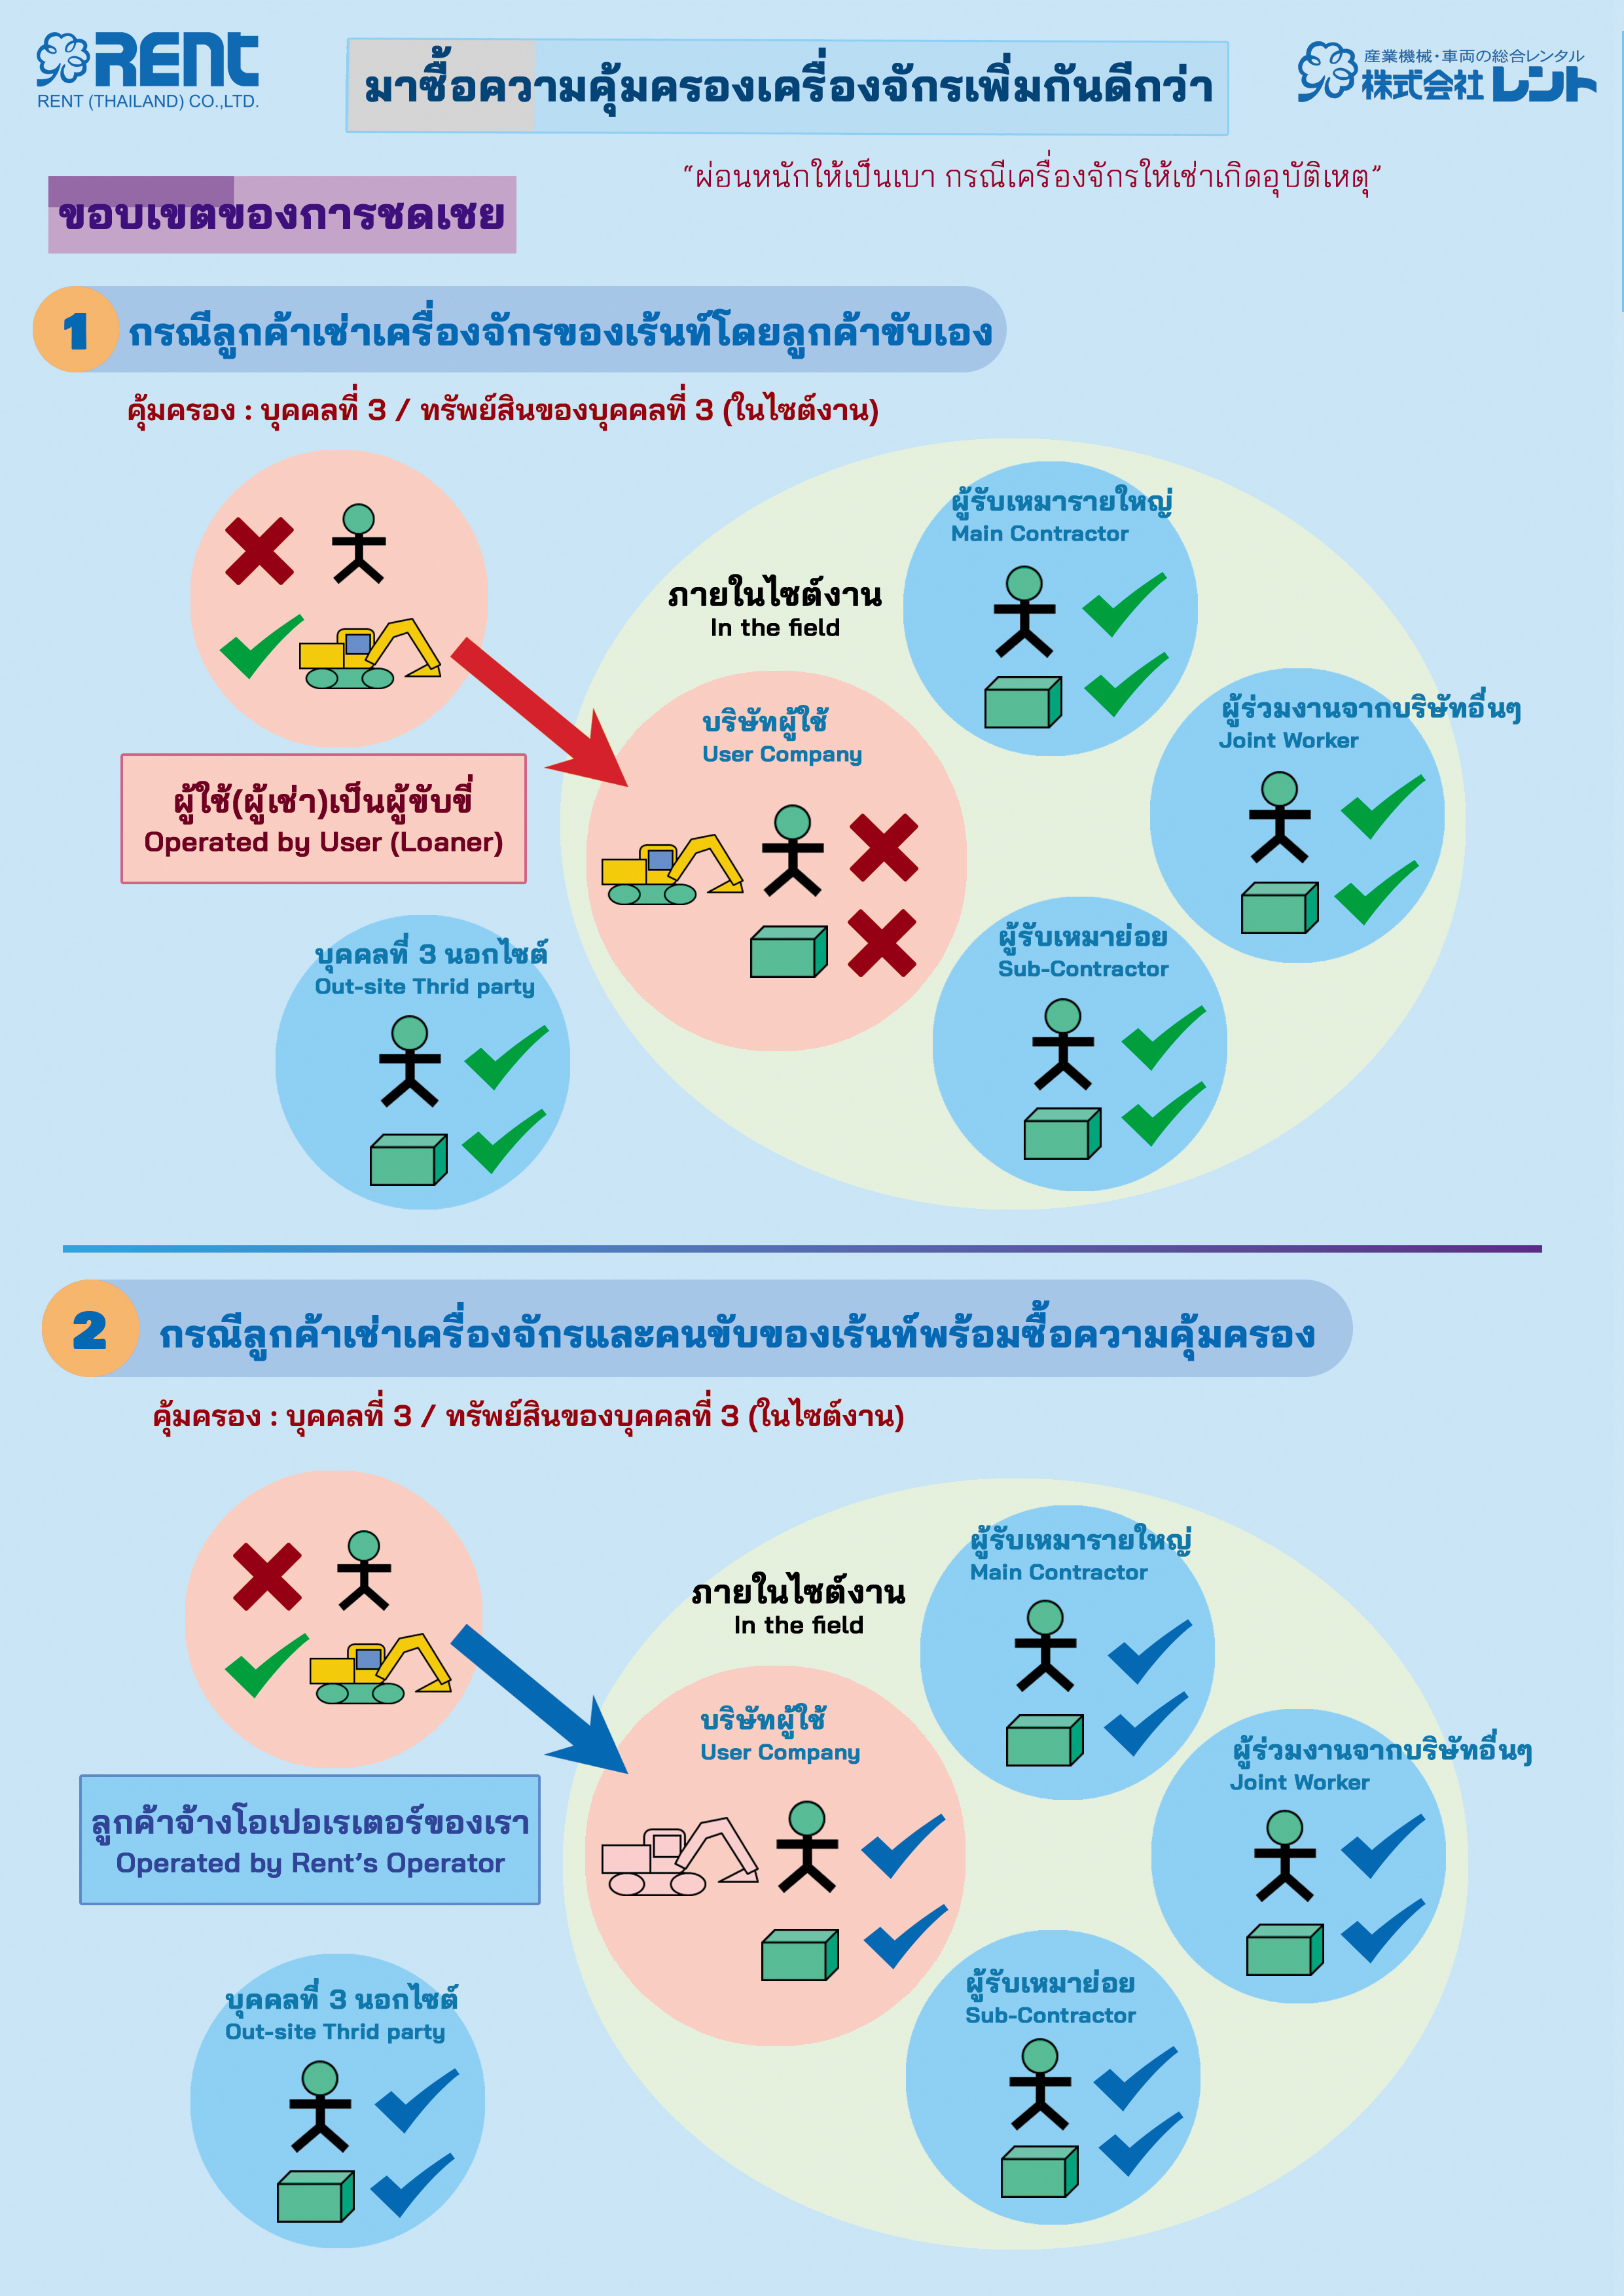 RENT
RENT (THAILAND) CO.,LTD.
มาซื้อความคุ้มครองเครื่องจักรเพิ่มกันดีกว่า
産業機械・車両の総合レンタル
株式会社レント
“ผ่อนหนักให้เป็นเบา กรณีเครื่องจักรให้เช่าเกิดอุบัติเหตุ”
ขอบเขตของการชดเชย
1 กรณีลูกค้าเช่าเครื่องจักรของเร้นท์โดยลูกค้าขับเอง
คุ้มครอง : บุคคลที่ 3 / ทรัพย์สินของบุคคลที่ 3 (ในไซต์งาน)
ผู้รับเหมารายใหญ่
Main Contractor
ภายในไซต์งาน
In the field
บริษัทผู้ใช้
User Company
ผู้ร่วมงานจากบริษัทอื่นๆ
Joint Worker
ผู้ใช้(ผู้เช่า)เป็นผู้ขับขี่
Operated by User (Loaner)
บุคคลที่ 3 นอกไซต์
Out-site Thrid party
ผู้รับเหมาย่อย
Sub-Contractor
2 กรณีลูกค้าเช่าเครื่องจักรและคนขับของเร้นท์พร้อมซื้อความคุ้มครอง
คุ้มครอง : บุคคลที่ 3 / ทรัพย์สินของบุคคลที่ 3 (ในไซต์งาน)
ผู้รับเหมารายใหญ่
Main Contractor
ภายในไซต์งาน
In the field
บริษัทผู้ใช้
User Company
ผู้ร่วมงานจากบริษัทอื่นๆ
Joint Worker
ลูกค้าจ้างโอเปอเรเตอร์ของเรา
Operated by Rent’s Operator
บุคคลที่ 3 นอกไซต์
Out-site Thrid party
ผู้รับเหมาย่อย
Sub-Contractor